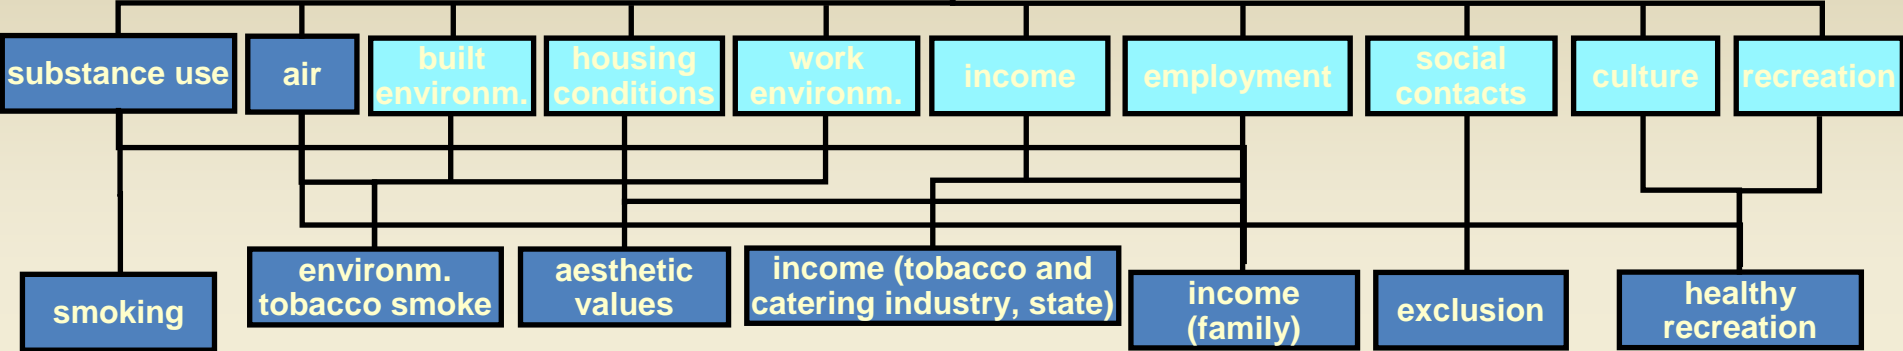 substance use
air
built
environm.
housing
conditions
work
environm.
income
employment
social
contacts
culture
recreation
smoking
environm.
tobacco smoke
aesthetic
values
income (tobacco and
catering industry, state)
income
(family)
exclusion
healthy
recreation